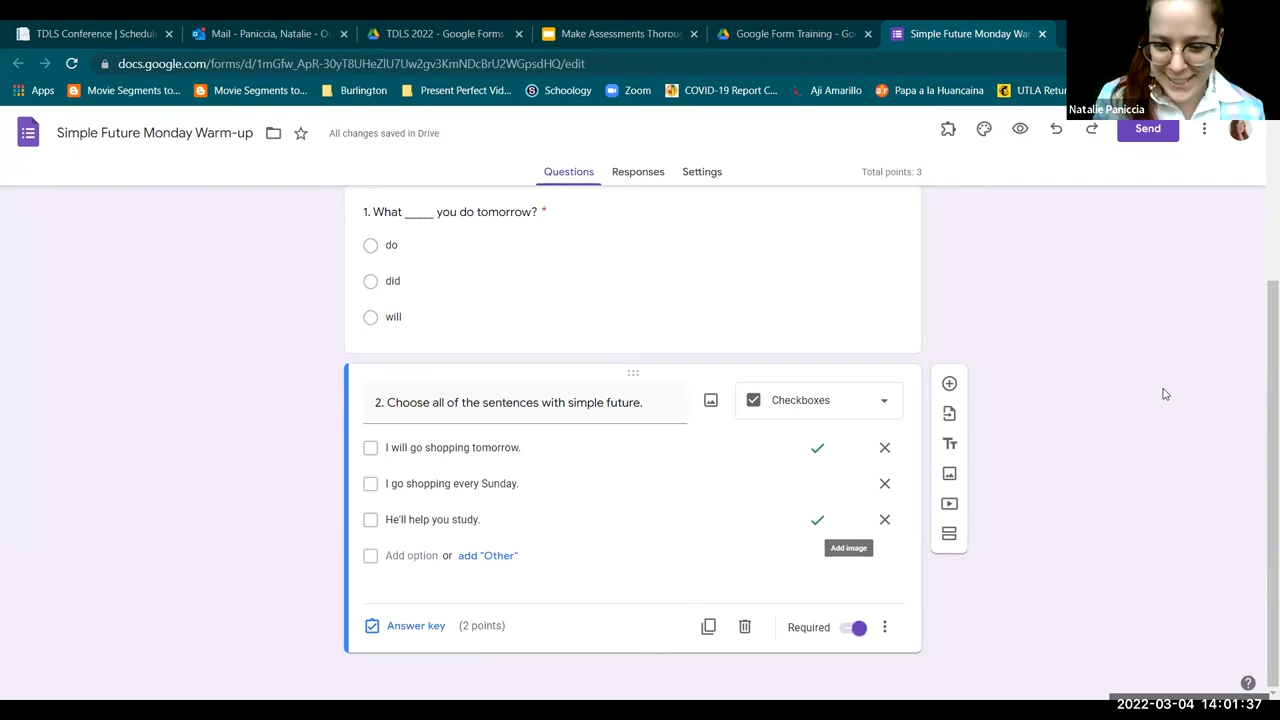 TDLS Conference | Schedul
Mail - Paniccia, Natalie - Ou
TDLS 2022 - Google Forms
Make Assessments Thoroug
Google Form Training - Goo
Simple Future Monday War
docs.google.com/forms/d/1mGfw_ApR-30yT8UHeZlU7Uw2gv3KmNDcBrU2WGpsdHQ/edit
Apps
Movie Segments to...
Movie Segments to...
Burlington
Present Perfect Vid...
Schoology
Zoom
COVID-19 Report C...
Aji Amarillo
Papa a la Huancaina
UTLA Retur
Natalie Paniccia
Simple Future Monday Warm-up
All changes saved in Drive
Send
Questions
Responses
Settings
Total points: 3
1. What _____ you do tomorrow? *
do
did
will
2. Choose all of the sentences with simple future.
Checkboxes
I will go shopping tomorrow.
I go shopping every Sunday.
He'll help you study.
Add image
Add option or add "Other"
Answer key (2 points)
Required
2022-03-04 14:01:37